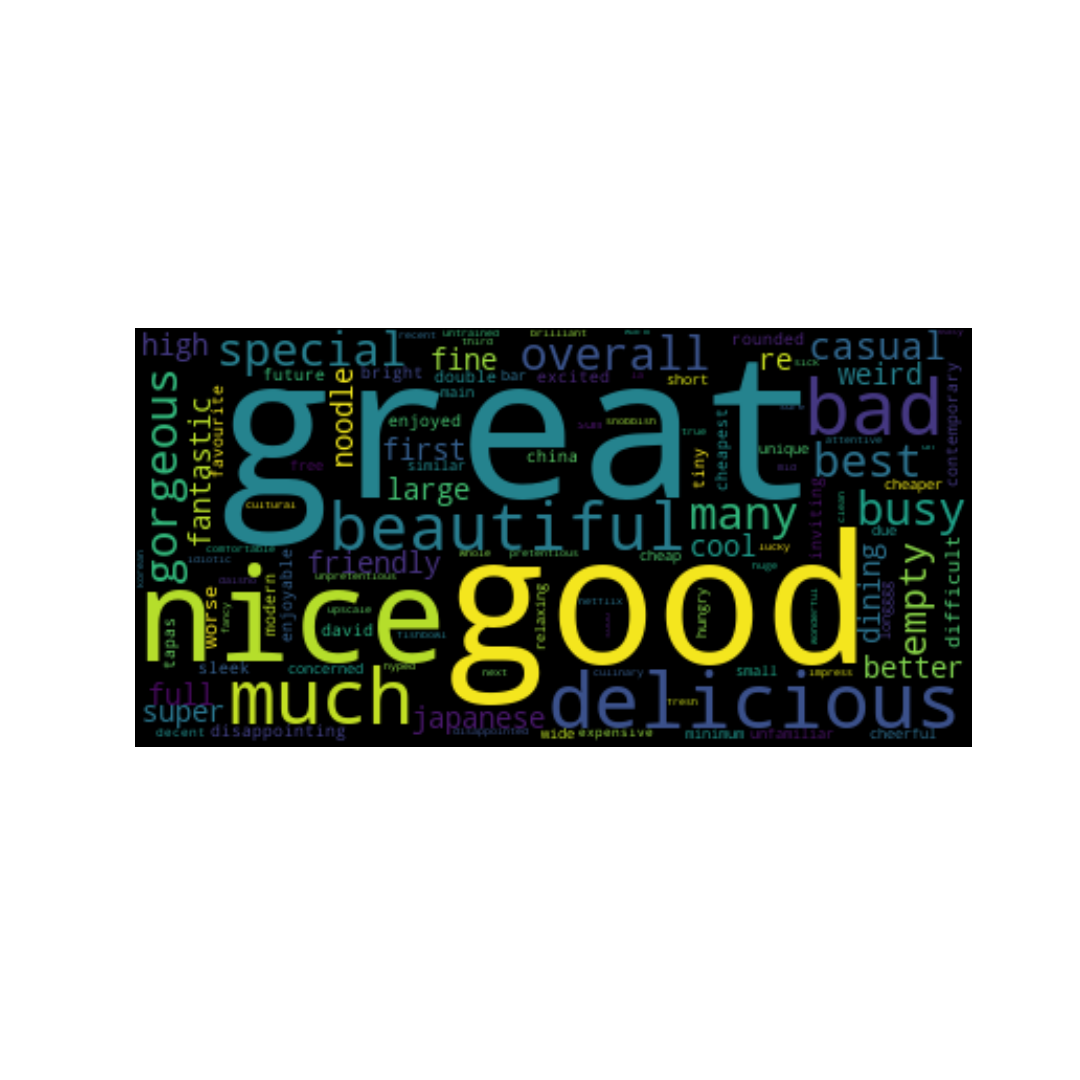 high
special
recent
untrained
third
brilliant
overall
rounded
casual
fine
re
sick
weird
future
bright
double
bar
excited
short
main
great
bad
gorgeous
fantastic
favourite
noodle
enjoyed
first
similar
free
large
china
true
tiny
cheapest
unique
attentive
best
contemporary
cheaper
snobbish
cultural
beautiful
many
busy
due
clean
inviting
cool
lucky
cheap
huge
comfortable
idiotic
friendly
whole
pretentious
unpretentious
korean
nice
good
worse
modern
enjoyable
fancy
upscale
david
fishbowl
relaxing
netflix
hungry
wonderful
dining
longggg
empty
difficult
tapas
sleek
concerned
hyped
next
culinary
small
impress
better
full
much
delicious
fresh
super
japanese
decent
disappointing
disappointed
wide
expensive
minimum
unfamiliar
cheerful